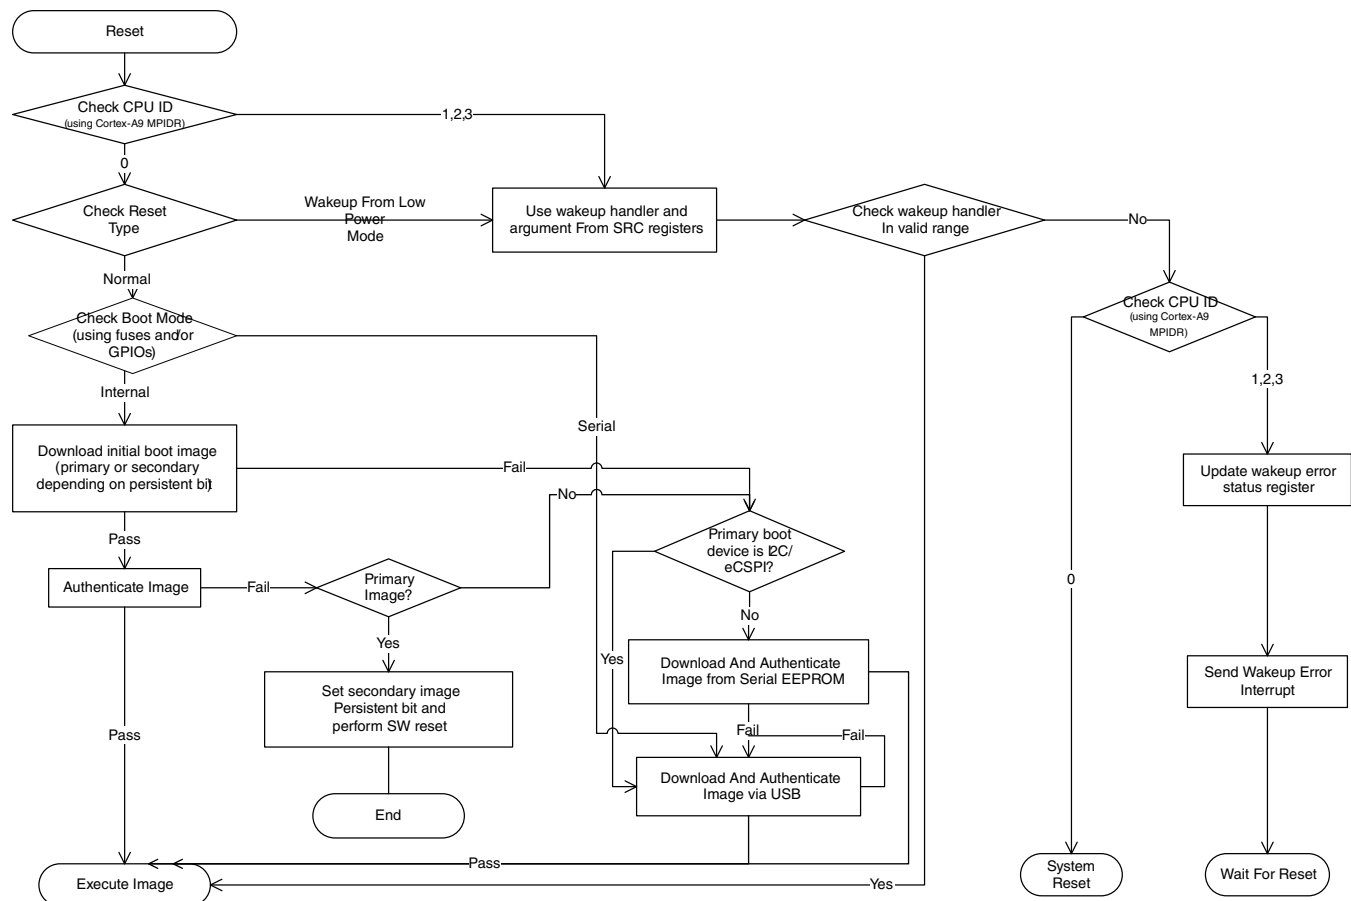 Reset
Check CPU ID
(using Cortex-A9 MPIDR)
1,2,3
0
Check Reset
Type
Wakeup From Low
Power
Mode
Use wakeup handler and
argument From SRC registers
Check wakeup handler
In valid range
No
Normal
Check CPU ID
(using Cortex-A9
MPIDR)
Check Boot Mode
(using fuses and/or
GPIOs)
1,2,3
Internal
Serial
Download initial boot image
(primary or secondary
depending on persistent bit)
Fail
Update wakeup error
status register
No
Pass
Primary boot
device is I2C/
eCSPI?
Authenticate Image
Fail
Primary
Image?
0
No
Yes
Yes
Download And Authenticate
Image from Serial EEPROM
Send Wakeup Error
Interrupt
Set secondary image
Persistent bit and
perform SW reset
Pass
Fail
Fail
Download And Authenticate
Image via USB
End
Pass
Execute Image
Yes
System
Reset
Wait For Reset